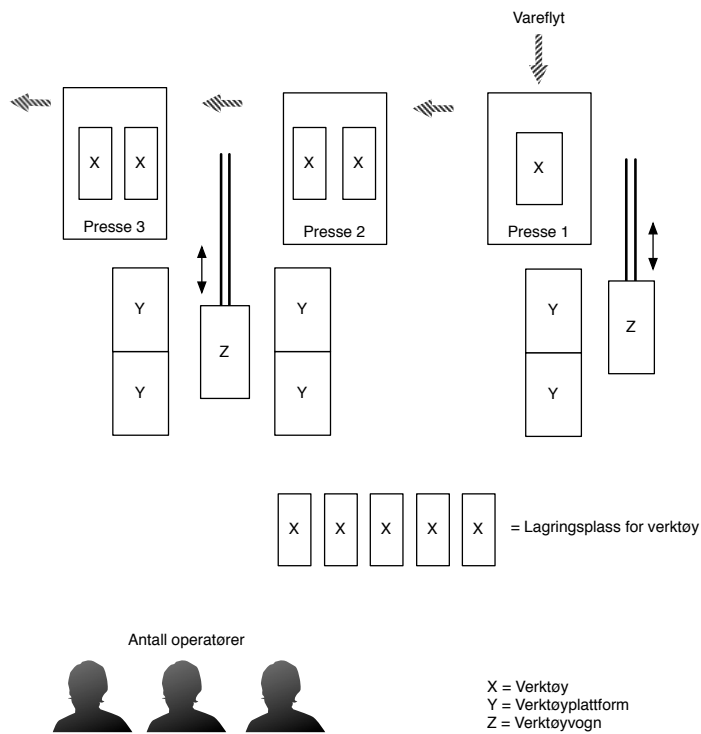 Vareflyt
X X
X X
X
Presse 3
Presse 2
Presse 1
Y
Y
Y
Z
Z
Y
Y
Y
X X X X X = Lagringsplass for verktøy
Antall operatører
X = Verktøy
Y = Verktøyplattform
Z = Verktøyvogn